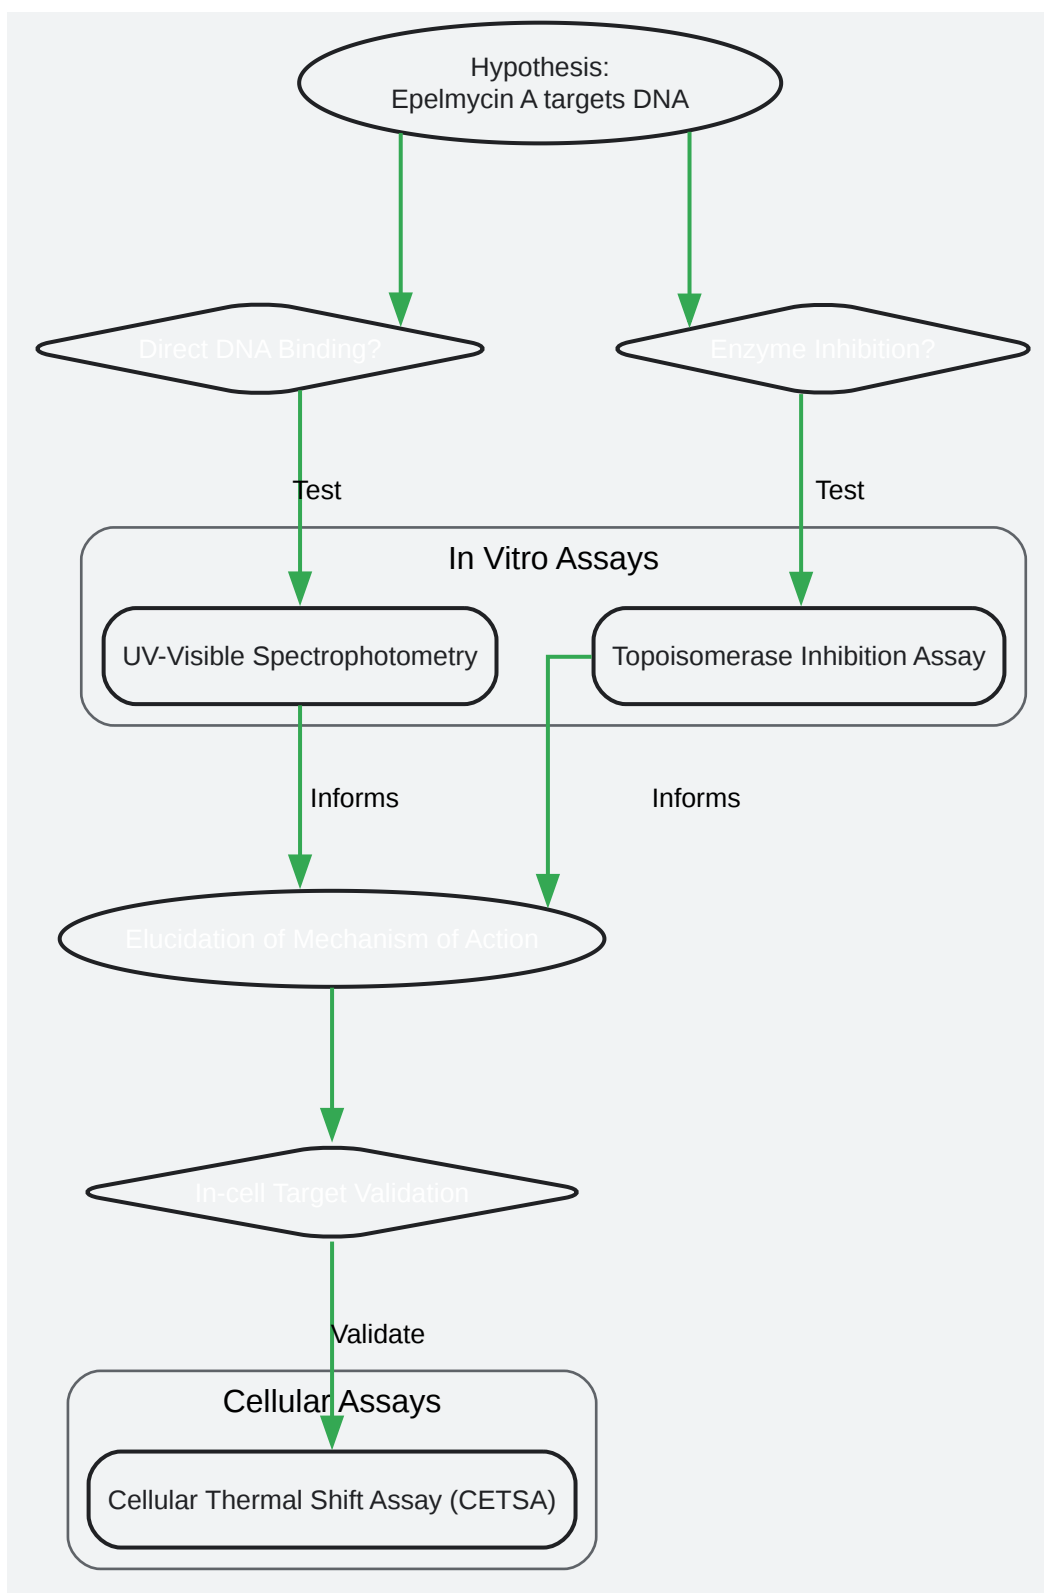 Hypothesis:
Epelmycin A targets DNA
Direct DNA Binding?
Enzyme Inhibition?
Test
Test
In Vitro Assays
UV-Visible Spectrophotometry
Topoisomerase Inhibition Assay
Informs
Informs
Elucidation of Mechanism of Action
In-cell Target Validation
Validate
Cellular Assays
Cellular Thermal Shift Assay (CETSA)